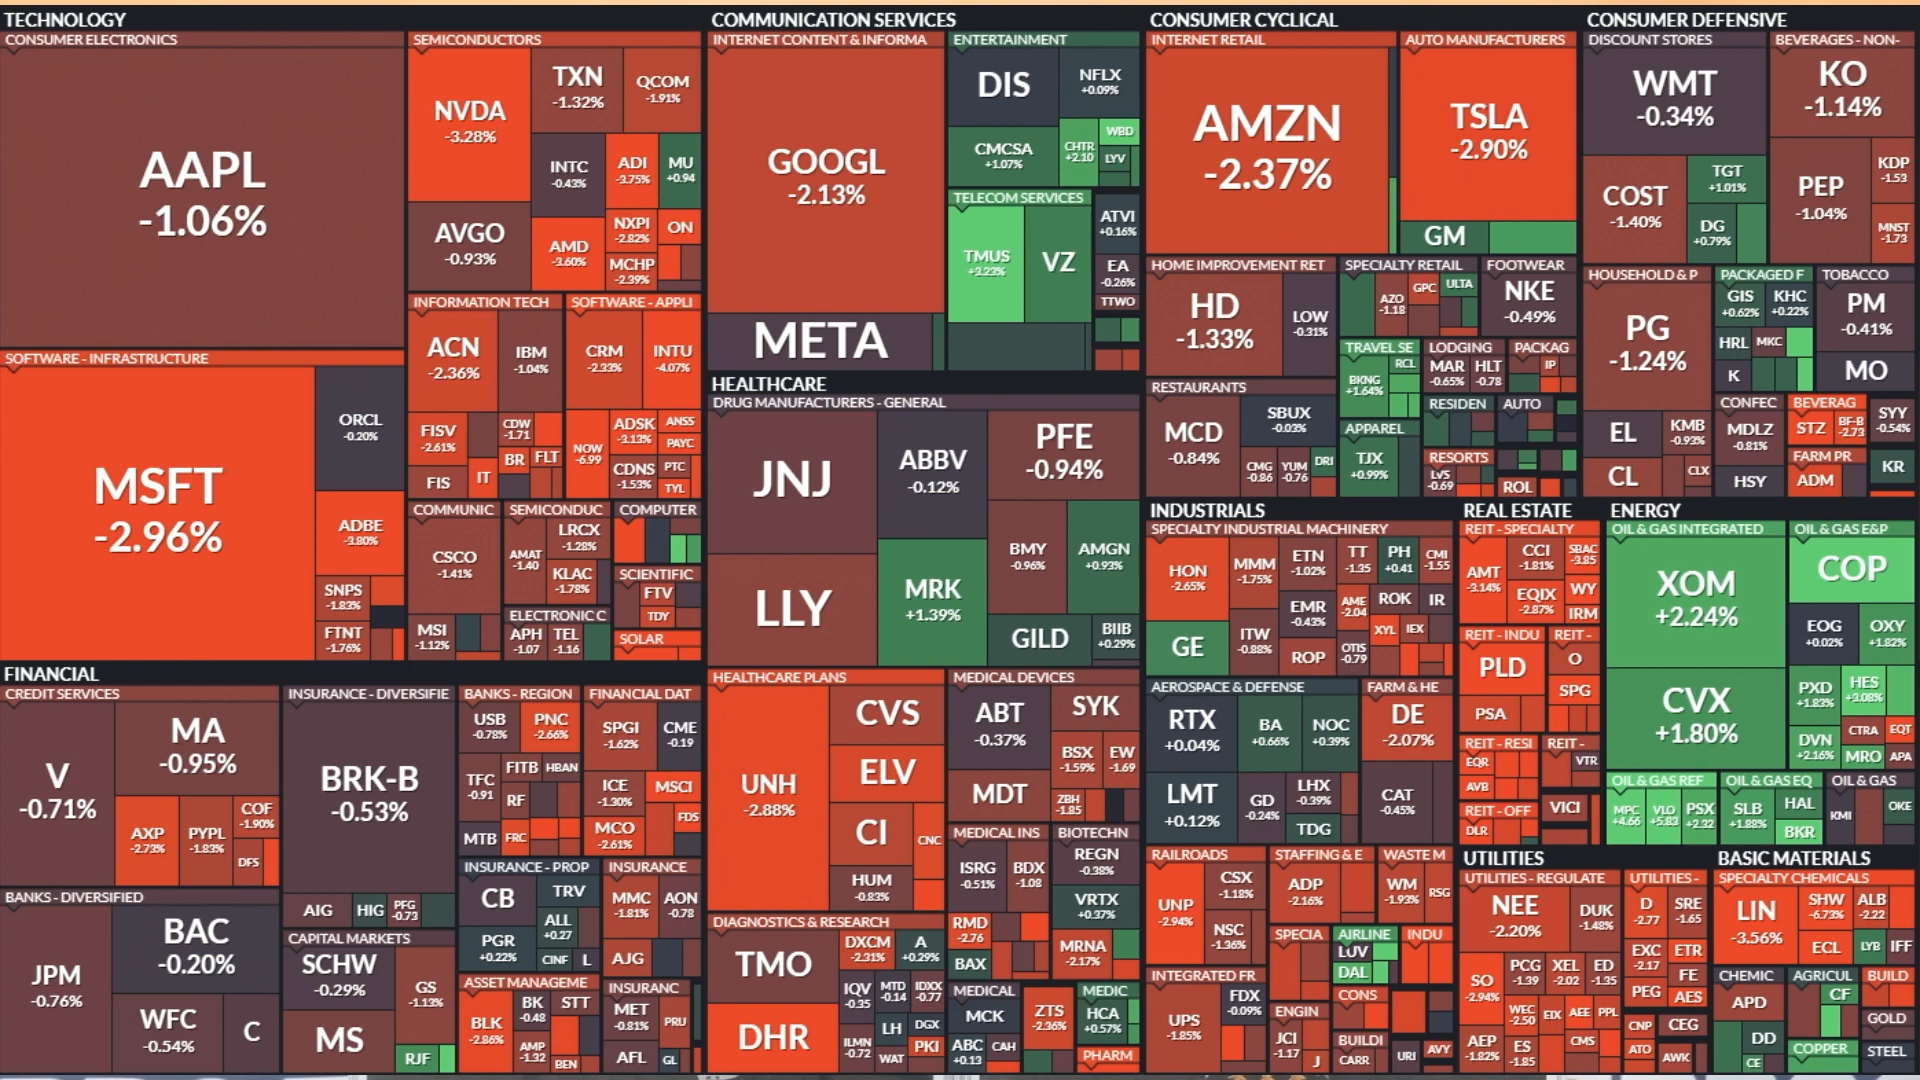 TECHNOLOGY
CONSUMER ELECTRONICS
AAPL
-1.06%
SEMICONDUCTORS
NVDA
-3.28%
TXN
-1.32%
QCOM
-1.91%
INTC
-0.43%
ADI
-3.75%
MU
+0.94
AVGO
-0.93%
AMD
-3.60%
NXPI
-2.82%
ON
MCHP
-2.39%
INFORMATION TECH
ACN
-2.36%
IBM
-1.04%
FISV
-2.61%
CDW
-1.71
FIS
IT
BR
FLT
SOFTWARE - APPLI
CRM
-2.33%
INTU
-4.07%
NOW
-6.99
ADSK
-3.13%
ANSS
PAYC
CDNS
-1.53%
PTC
TYL
SOFTWARE - INFRASTRUCTURE
MSFT
-2.96%
ORCL
-0.20%
ADBE
-3.80%
SNPS
-1.83%
FTNT
-1.76%
COMMUNIC
CSCO
-1.41%
MSI
-1.12%
SEMICONDUC
AMAT
-1.40
LRCX
-1.28%
KLAC
-1.78%
ELECTRONIC C
APH
-1.07
TEL
-1.16
COMPUTER
SCIENTIFIC
FTV
TDY
SOLAR
COMMUNICATION SERVICES
INTERNET CONTENT & INFORMA
GOOGL
-2.13%
META
ENTERTAINMENT
DIS
NFLX
+0.09%
CMCSA
+1.07%
CHTR
+2.10
WBD
LYV
TELECOM SERVICES
TMUS
+3.23%
VZ
ATVI
+0.16%
EA
-0.26%
TTWO
CONSUMER CYCLICAL
INTERNET RETAIL
AMZN
-2.37%
AUTO MANUFACTURERS
TSLA
-2.90%
GM
HOME IMPROVEMENT RET
HD
-1.33%
LOW
-0.31%
SPECIALTY RETAIL
AZO
-1.18
GPC
ULTA
FOOTWEAR
NKE
-0.49%
RESTAURANTS
MCD
-0.84%
SBUX
-0.03%
CMG
-0.86
YUM
-0.76
DRI
TRAVEL SE
BKNG
+1.64%
RCL
LODGING
MAR
-0.65%
HLT
-0.78
PACKAG
IP
APPAREL
TJX
+0.99%
RESIDEN
AUTO
RESORTS
LVS
-0.69
ROL
CONSUMER DEFENSIVE
DISCOUNT STORES
WMT
-0.34%
COST
-1.40%
TGT
+1.01%
DG
+0.79%
BEVERAGES - NON-
KO
-1.14%
PEP
-1.04%
KDP
-1.53
MNST
-1.73
HOUSEHOLD & P
PG
-1.24%
EL
KMB
-0.93%
CL
CLX
PACKAGED F
GIS
+0.62%
KHC
+0.22%
HRL
MKC
K
TOBACCO
PM
-0.41%
MO
CONFEC
MDLZ
-0.81%
HSY
BEVERAG
STZ
BF-B
-2.73
SYY
-0.54%
FARM PR
ADM
KR
HEALTHCARE
DRUG MANUFACTURERS - GENERAL
JNJ
ABBV
-0.12%
PFE
-0.94%
LLY
MRK
+1.39%
BMY
-0.96%
AMGN
+0.93%
GILD
BIIB
+0.29%
HEALTHCARE PLANS
UNH
-2.88%
CVS
ELV
CI
CNC
HUM
-0.83%
MEDICAL DEVICES
ABT
-0.37%
SYK
BSX
-1.59%
EW
-1.69
MDT
ZBH
-1.85
MEDICAL INS
ISRG
-0.51%
BDX
-1.08
RMD
-2.76
BAX
BIOTECHN
REGN
-0.38%
VRTX
+0.37%
MRNA
-2.17%
DIAGNOSTICS & RESEARCH
TMO
DHR
DXCM
-2.31%
A
+0.29%
IQV
-0.35
MTD
-0.14
IDXX
-0.77
LH
DGX
ILMN
-0.72
WAT
PKI
MEDICAL
MCK
ABC
+0.13
CAH
ZTS
-2.36%
MEDIC
HCA
+0.57%
PHARM
FINANCIAL
CREDIT SERVICES
V
-0.71%
MA
-0.95%
AXP
-2.73%
PYPL
-1.83%
COF
-1.90%
DFS
INSURANCE - DIVERSIFIE
BRK-B
-0.53%
AIG
HIG
PFG
-0.73
BANKS - REGION
USB
-0.78%
PNC
-2.66%
TFC
-0.91
FITB
HBAN
RF
MTB
FRC
FINANCIAL DAT
SPGI
-1.62%
CME
-0.19
ICE
-1.30%
MSCI
MCO
-2.61%
FDS
BANKS - DIVERSIFIED
JPM
-0.76%
BAC
-0.20%
WFC
-0.54%
C
CAPITAL MARKETS
SCHW
-0.29%
GS
-1.13%
MS
RJF
INSURANCE - PROP
CB
TRV
ALL
+0.27
PGR
+0.22%
CINF
L
INSURANCE
MMC
-1.81%
AON
-0.78
AJG
ASSET MANAGEME
BLK
-2.86%
BK
-0.48
STT
AMP
-1.32
BEN
INSURANC
MET
-0.81%
PRU
AFL
GL
INDUSTRIALS
SPECIALTY INDUSTRIAL MACHINERY
HON
-2.65%
MMM
-1.75%
ETN
-1.02%
TT
-1.35
PH
+0.41
CMI
-1.55
GE
ITW
-0.88%
EMR
-0.43%
AME
-2.04
ROK
IR
XYL
IEX
ROP
OTIS
-0.79
AEROSPACE & DEFENSE
RTX
+0.04%
BA
+0.66%
NOC
+0.39%
LMT
+0.12%
GD
-0.24%
LHX
-0.39%
TDG
FARM & HE
DE
-2.07%
CAT
-0.45%
RAILROADS
UNP
-2.94%
CSX
-1.18%
NSC
-1.36%
STAFFING & E
ADP
-2.16%
WASTE M
WM
-1.93%
RSG
SPECIA
AIRLINE
LUV
DAL
INDU
INTEGRATED FR
UPS
-1.85%
FDX
-0.09%
ENGIN
JCI
-1.17
J
CONS
BUILDI
CARR
URI
AVY
REAL ESTATE
REIT - SPECIALTY
AMT
-3.14%
CCI
-1.81%
SBAC
-3.85
EQIX
-2.87%
WY
IRM
REIT - INDU
PLD
PSA
REIT -
O
SPG
REIT - RESI
EQR
AVB
REIT -
VTR
REIT - OFF
DLR
VICI
ENERGY
OIL & GAS INTEGRATED
XOM
+2.24%
CVX
+1.80%
OIL & GAS E&P
COP
EOG
+0.02%
OXY
+1.82%
PXD
+1.83%
HES
+3.08%
DVN
+2.16%
CTRA
EQT
MRO
APA
OIL & GAS REF
MPC
+4.66
VLO
+5.83
PSX
+2.32
OIL & GAS EQ
SLB
+1.88%
HAL
BKR
OIL & GAS
KMI
OKE
UTILITIES
UTILITIES - REGULATE
NEE
-2.20%
DUK
-1.48%
SO
-2.94%
PCG
-1.39
XEL
-2.02
ED
-1.35
WEC
-2.50
EIX
AEE
PPL
AEP
-1.82%
ES
-1.85
CMS
UTILITIES -
D
-2.77
SRE
-1.65
EXC
-2.17
ETR
FE
PEG
AES
CNP
CEG
ATO
AWK
BASIC MATERIALS
SPECIALTY CHEMICALS
LIN
-3.56%
SHW
-6.73%
ALB
-2.22
ECL
LYB
IFF
CHEMIC
APD
DD
CE
AGRICUL
CF
BUILD
GOLD
COPPER
STEEL